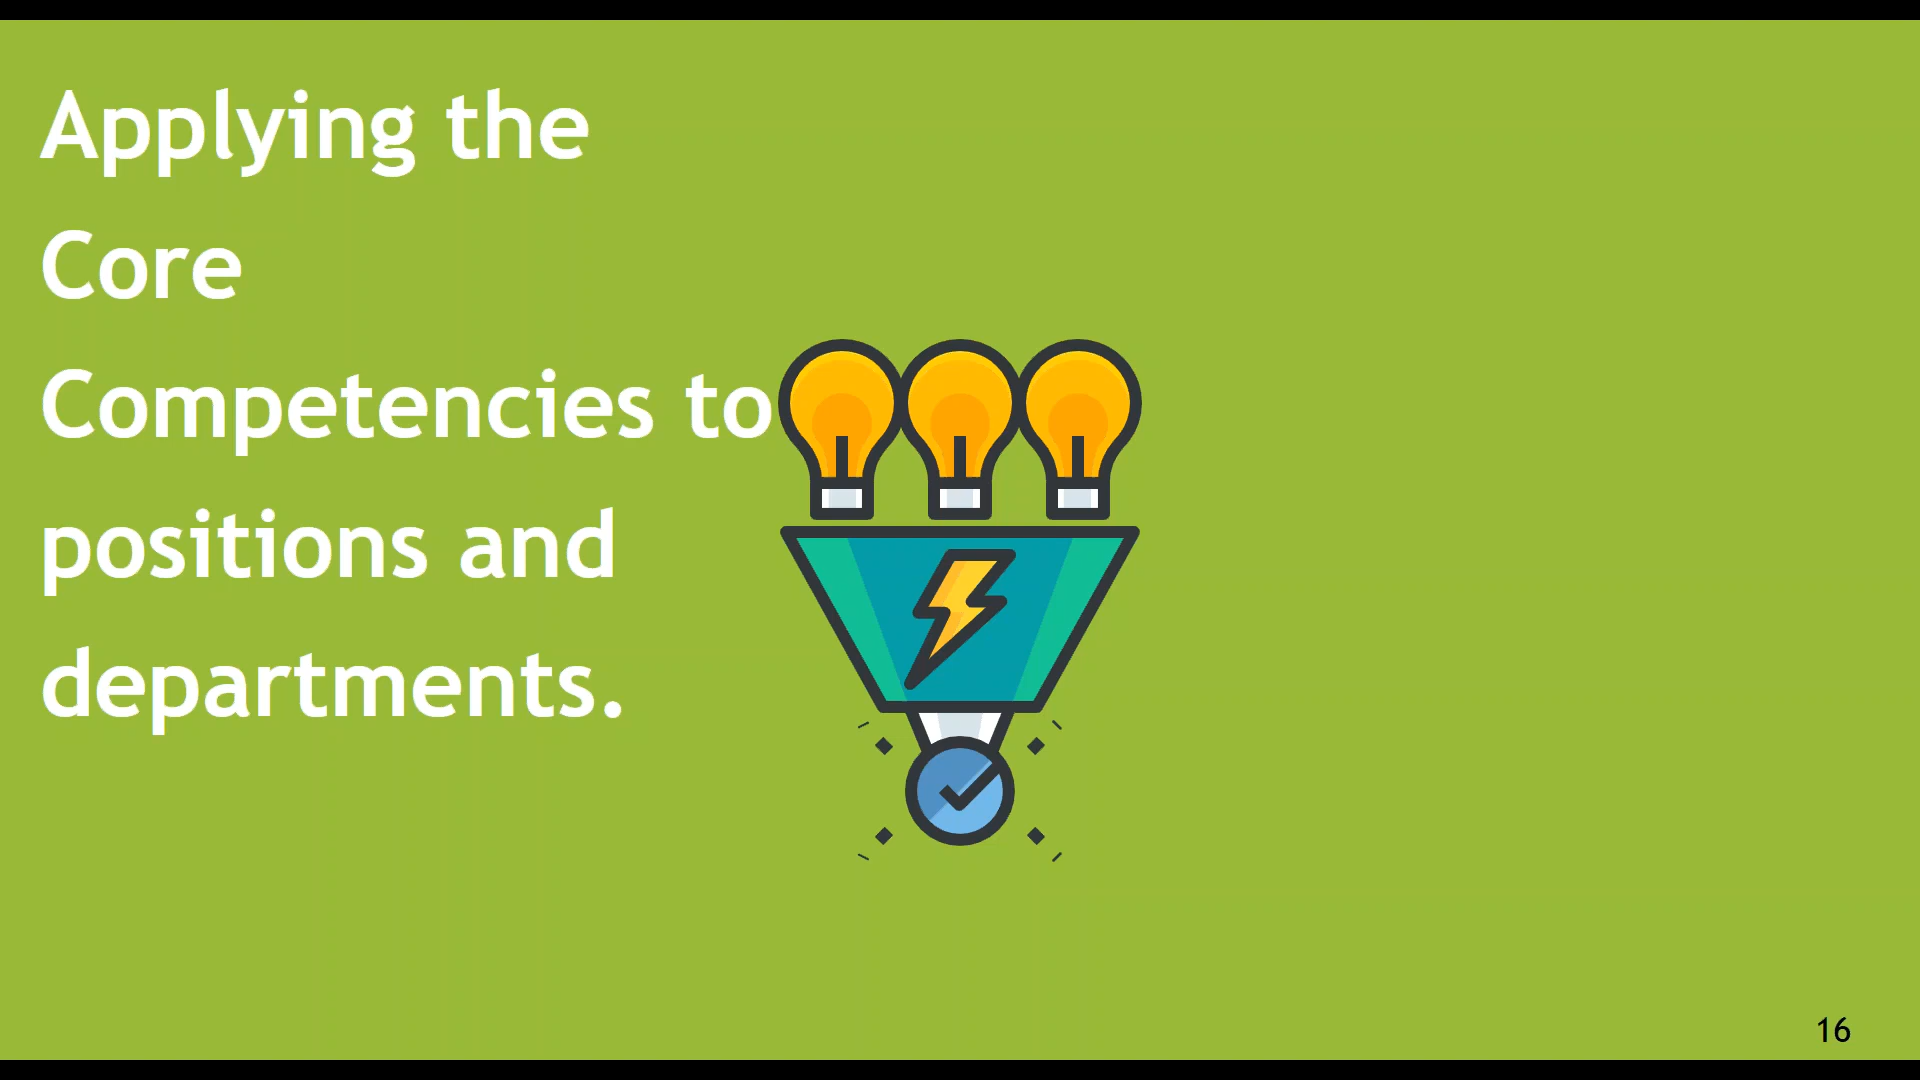 Applying the
Core
Competencies to
positions and
departments.
16